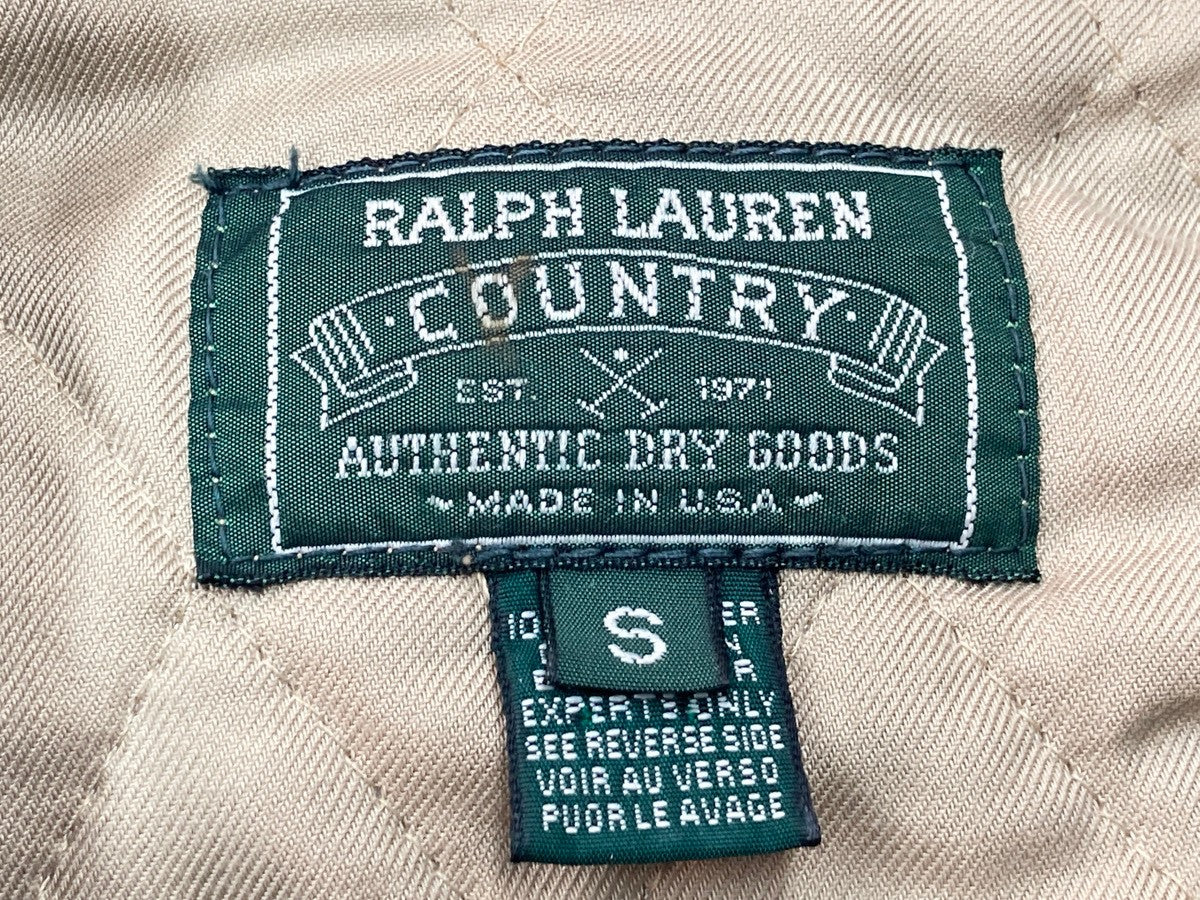 RALPH LAUREN
·COUNTRY·
EST. 1971
AUTHENTIC DRY GOODS
MADE IN U.S.A
S
EXPERTS ONLY
SEE REVERSE SIDE
VOIR AU VERSO
PUOR LE AVAGE